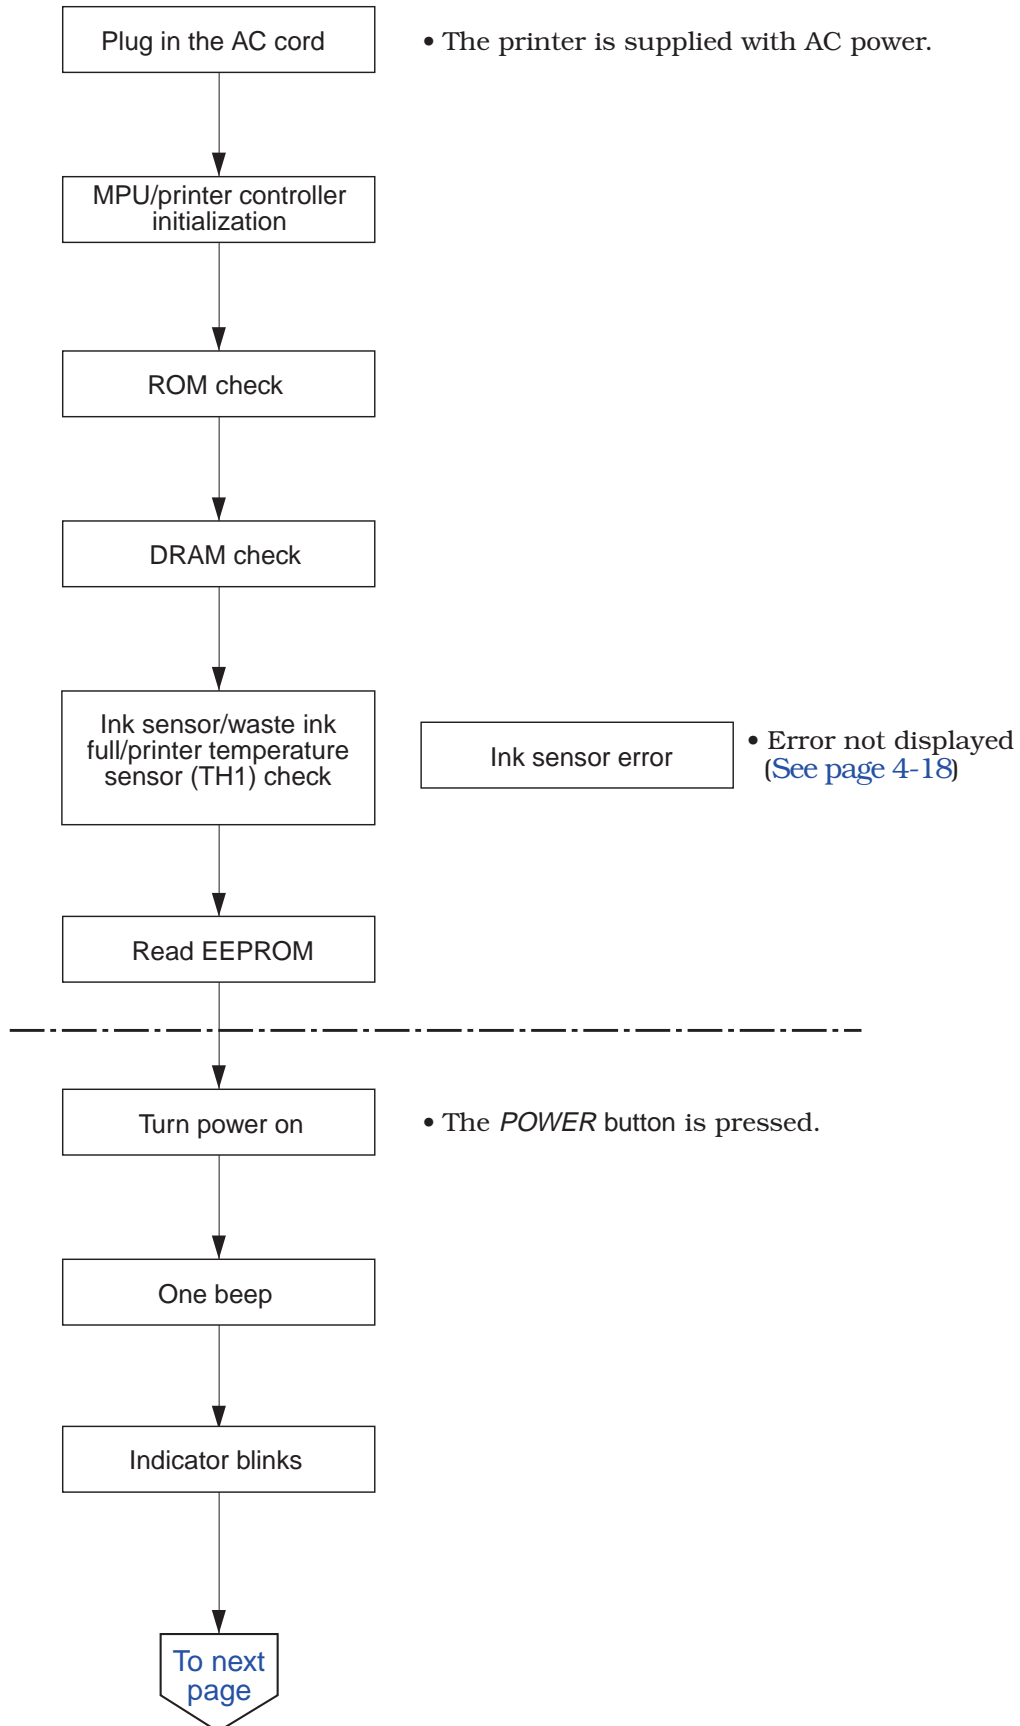 Plug in the AC cord
• The printer is supplied with AC power.
MPU/printer controller
initialization
ROM check
DRAM check
Ink sensor/waste ink
full/printer temperature
sensor (TH1) check
Ink sensor error
• Error not displayed
(See page 4-18)
Read EEPROM
Turn power on
• The POWER button is pressed.
One beep
Indicator blinks
To next
page